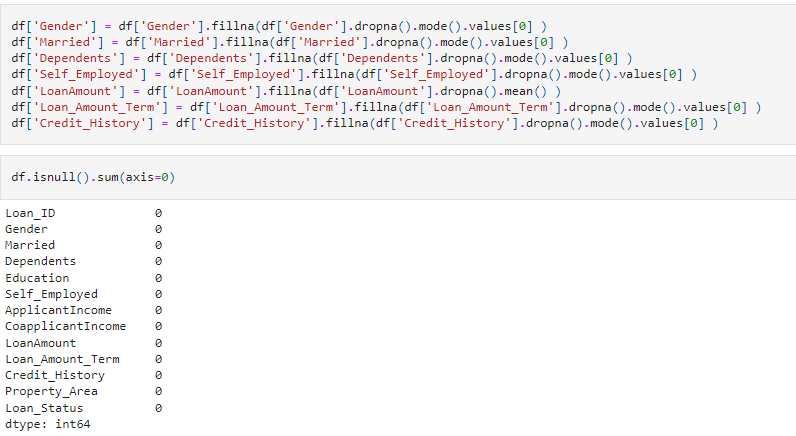 df['Gender'] = df['Gender'].fillna(df['Gender'].dropna().mode().values[0] )
df['Married'] = df['Married'].fillna(df['Married'].dropna().mode().values[0] )
df['Dependents'] = df['Dependents'].fillna(df['Dependents'].dropna().mode().values[0] )
df['Self_Employed'] = df['Self_Employed'].fillna(df['Self_Employed'].dropna().mode().values[0] )
df['LoanAmount'] = df['LoanAmount'].fillna(df['LoanAmount'].dropna().mean() )
df['Loan_Amount_Term'] = df['Loan_Amount_Term'].fillna(df['Loan_Amount_Term'].dropna().mode().values[0] )
df['Credit_History'] = df['Credit_History'].fillna(df['Credit_History'].dropna().mode().values[0] )
df.isnull().sum(axis=0)
Loan_ID 0
Gender 0
Married 0
Dependents 0
Education 0
Self_Employed 0
ApplicantIncome 0
CoapplicantIncome 0
LoanAmount 0
Loan_Amount_Term 0
Credit_History 0
Property_Area 0
Loan_Status 0
dtype: int64